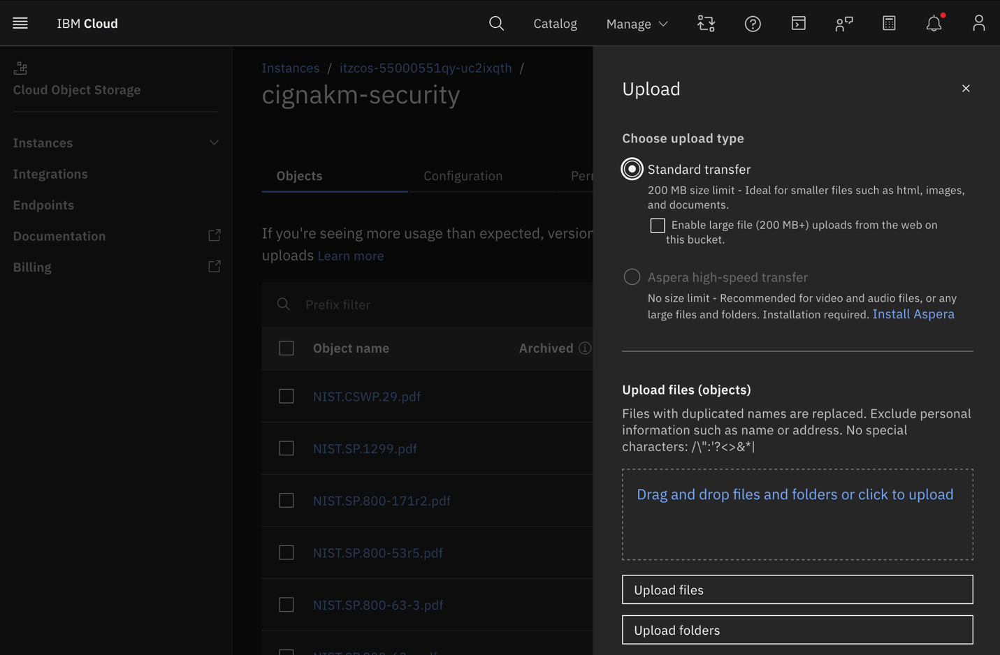 IBM Cloud
Catalog
Manage
Cloud Object Storage
Instances
Integrations
Endpoints
Documentation
Billing
Instances / itzcos-55000551qy-uc2ixqth /
cignakm-security
Objects
Configuration
If you're seeing more usage than expected, version
uploads Learn more
Prefix filter
Object name
Archived
NIST.CSWP.29.pdf
NIST.SP.1299.pdf
NIST.SP.800-171r2.pdf
NIST.SP.800-53r5.pdf
NIST.SP.800-63-3.pdf
Upload
Choose upload type
Standard transfer
200 MB size limit - Ideal for smaller files such as html, images,
and documents.
Enable large file (200 MB+) uploads from the web on
this bucket.
Aspera high-speed transfer
No size limit - Recommended for video and audio files, or any
large files and folders. Installation required. Install Aspera
Upload files (objects)
Files with duplicated names are replaced. Exclude personal
information such as name or address. No special
characters: /\":'?<>&*|
Drag and drop files and folders or click to upload
Upload files
Upload folders